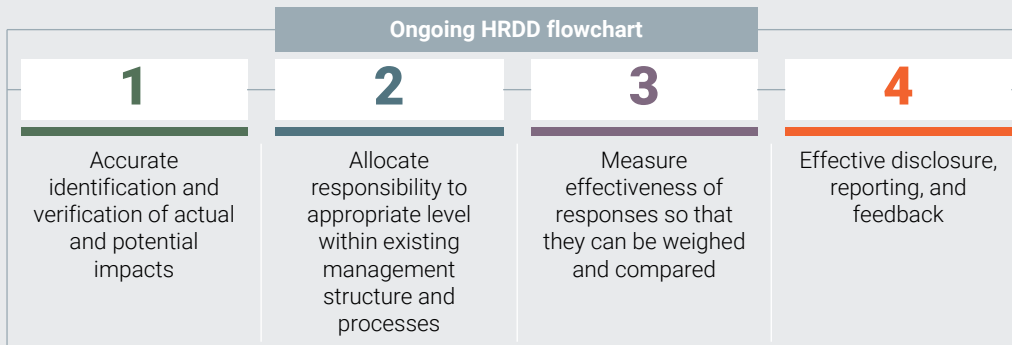 Ongoing HRDD flowchart
1
Accurate
identification and
verification of actual
and potential
impacts
2
Allocate
responsibility to
appropriate level
within existing
management
structure and
processes
3
Measure
effectiveness of
responses so that
they can be weighed
and compared
4
Effective disclosure,
reporting, and
feedback